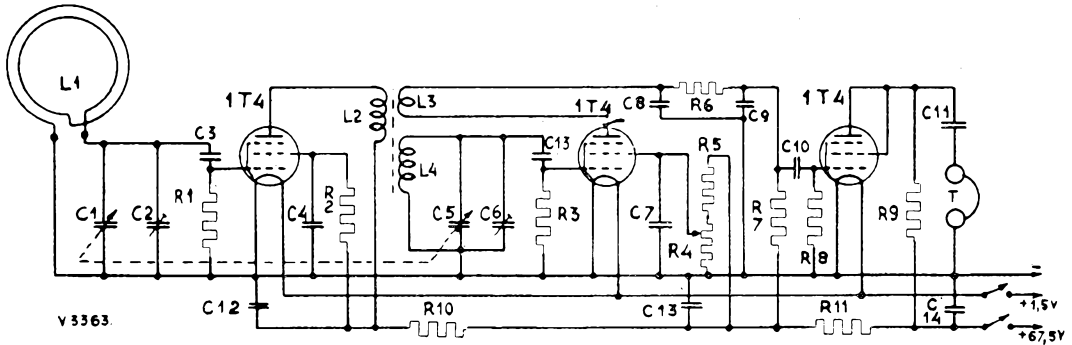 L1
1T4
L2
L3
C8
R6
C9
1T4
1T4
C11
C3
L4
C13
R5
C10
T
R1
R2
C1
C2
C4
C5
C6
R3
C7
R4
R7
R8
R9
-
C12
R10
C13
R11
C14
+1,5V
+67,5V
V3363.